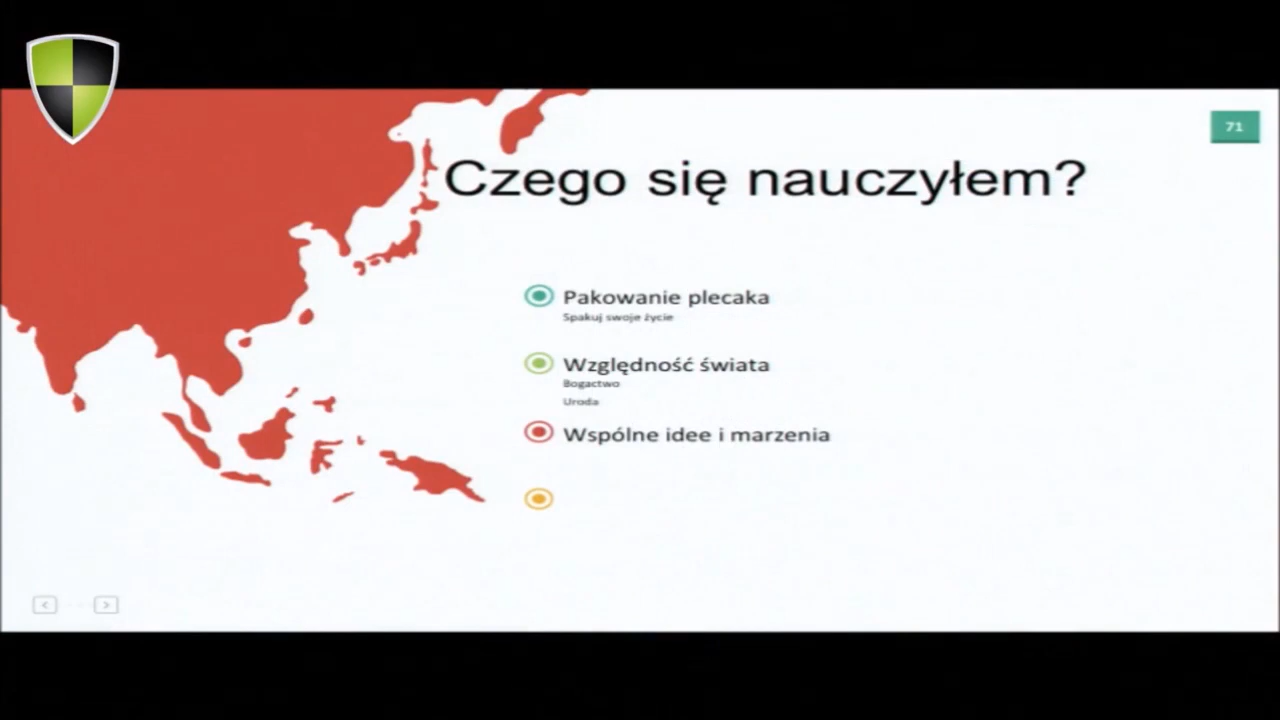 71
Czego się nauczyłem?
Pakowanie plecaka
Spakuj swoje życie
Względność świata
Bogactwo
Uroda
Wspólne idee i marzenia